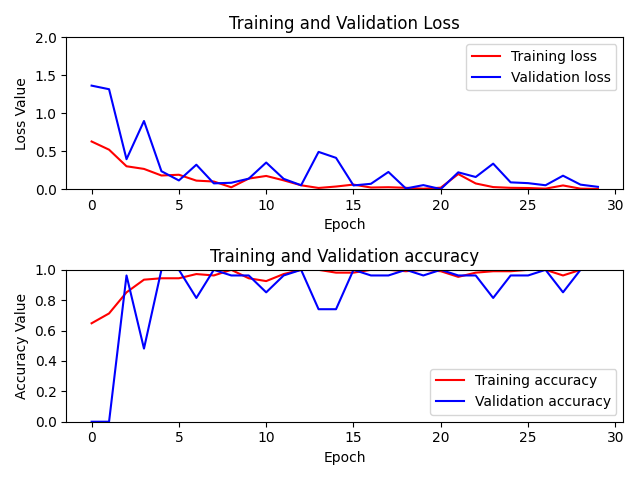 Training and Validation Loss
2.0
1.5
1.0
0.5
0.0
Loss Value
Training loss
Validation loss
0 5 10 15 20 25 30
Epoch
Training and Validation accuracy
1.0
0.8
0.6
0.4
0.2
0.0
Accuracy Value
Training accuracy
Validation accuracy
0 5 10 15 20 25 30
Epoch